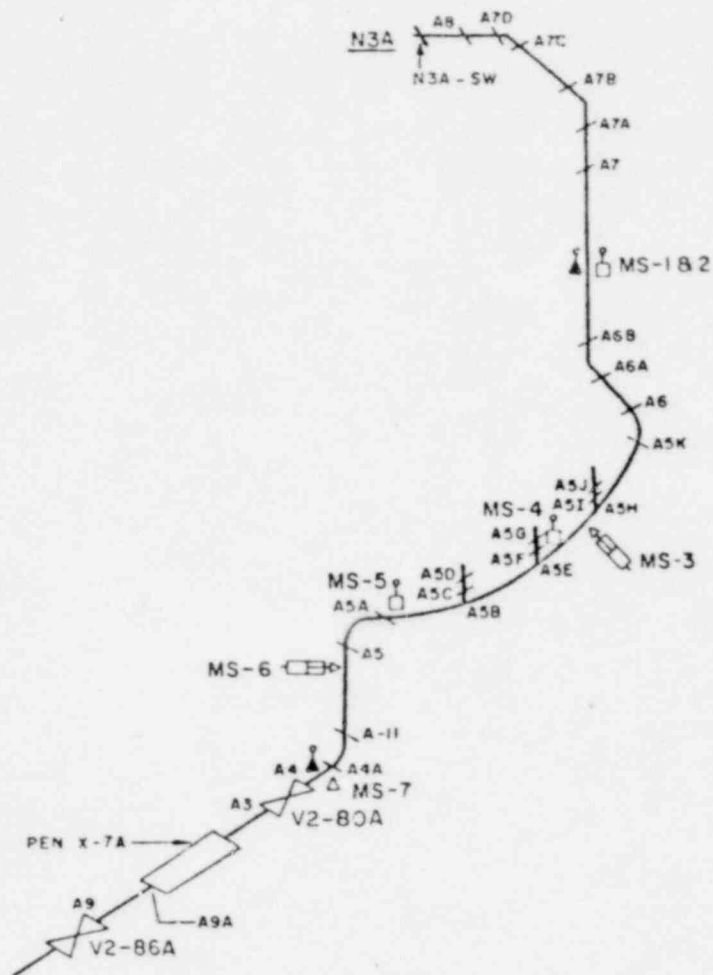 A8
A7D
N3A
A7C
N3A-SW
A7B
A7A
A7
MS-1&2
A6B
A6A
A6
A5K
A5J
A5I
A5H
MS-4
A5G
A5F
A5E
MS-3
A5D
A5C
A5B
MS-5
A5A
A5
MS-6
A-11
A4
A4A
MS-7
A3
V2-80A
PEN X-7A
A9
A9A
V2-86A